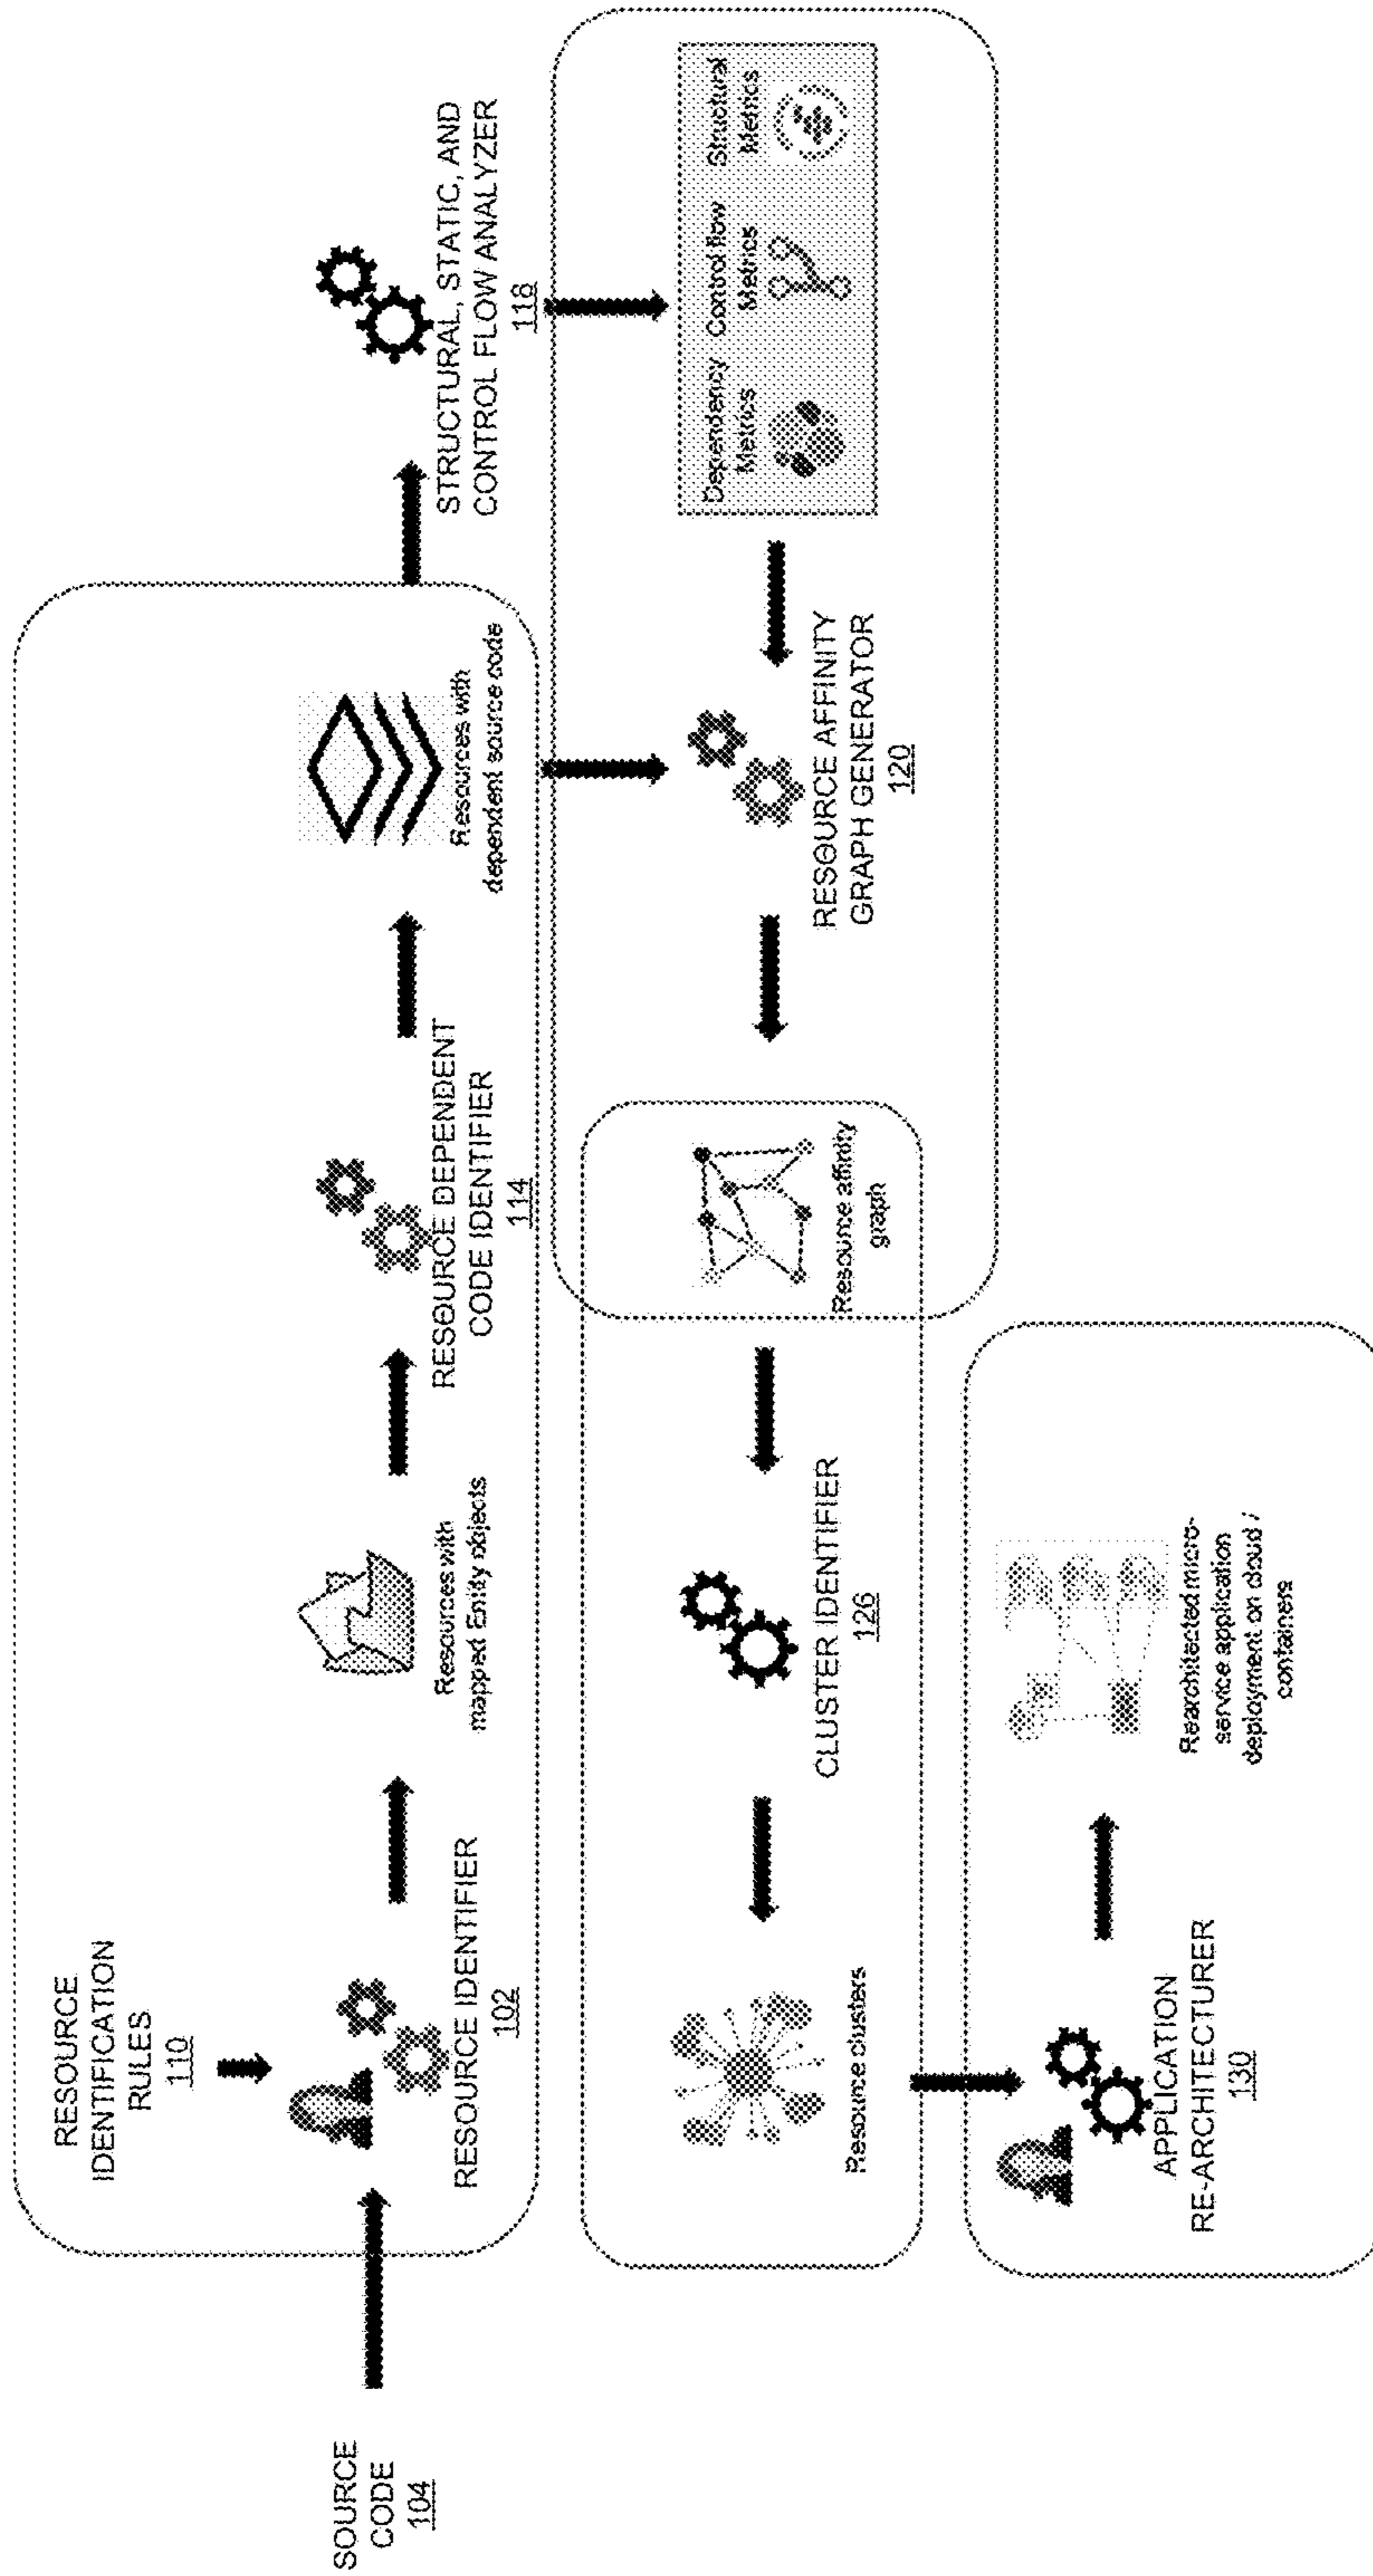 SOURCE
CODE
104
RESOURCE
IDENTIFICATION
RULES
110
RESOURCE IDENTIFIER
102
Resources with
mapped Entity objects
RESOURCE DEPENDENT
CODE IDENTIFIER
114
Resources with
dependent source code
STRUCTURAL, STATIC, AND
CONTROL FLOW ANALYZER
118
Dependency
Metrics
Control flow
Metrics
Structural
Metrics
RESOURCE AFFINITY
GRAPH GENERATOR
120
Resource affinity
graph
CLUSTER IDENTIFIER
126
Resource clusters
APPLICATION
RE-ARCHITECTURER
130
Rearchitected micro-
service application
deployment on cloud /
containers